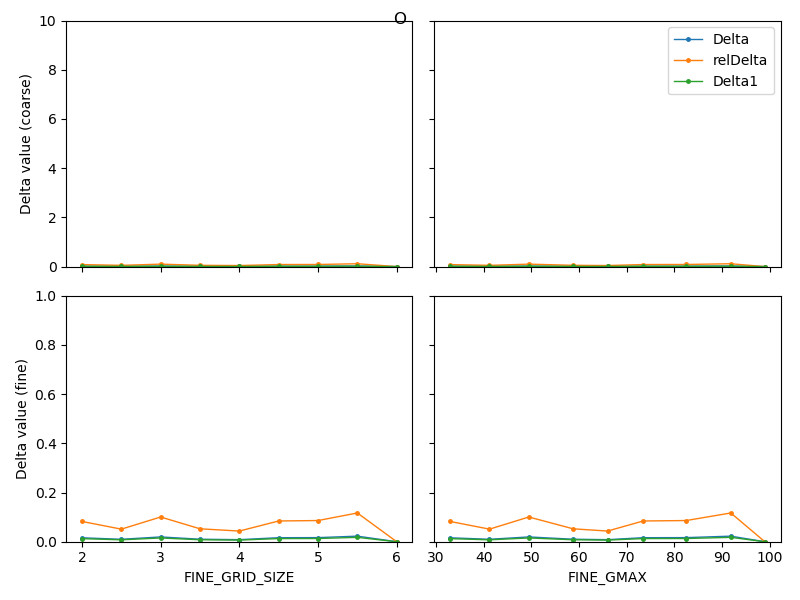 O
Delta value (coarse)
10
8
6
4
2
0
Delta
relDelta
Delta1
Delta value (fine)
1.0
0.8
0.6
0.4
0.2
0.0
2 3 4 5 6
FINE_GRID_SIZE
30 40 50 60 70 80 90 100
FINE_GMAX